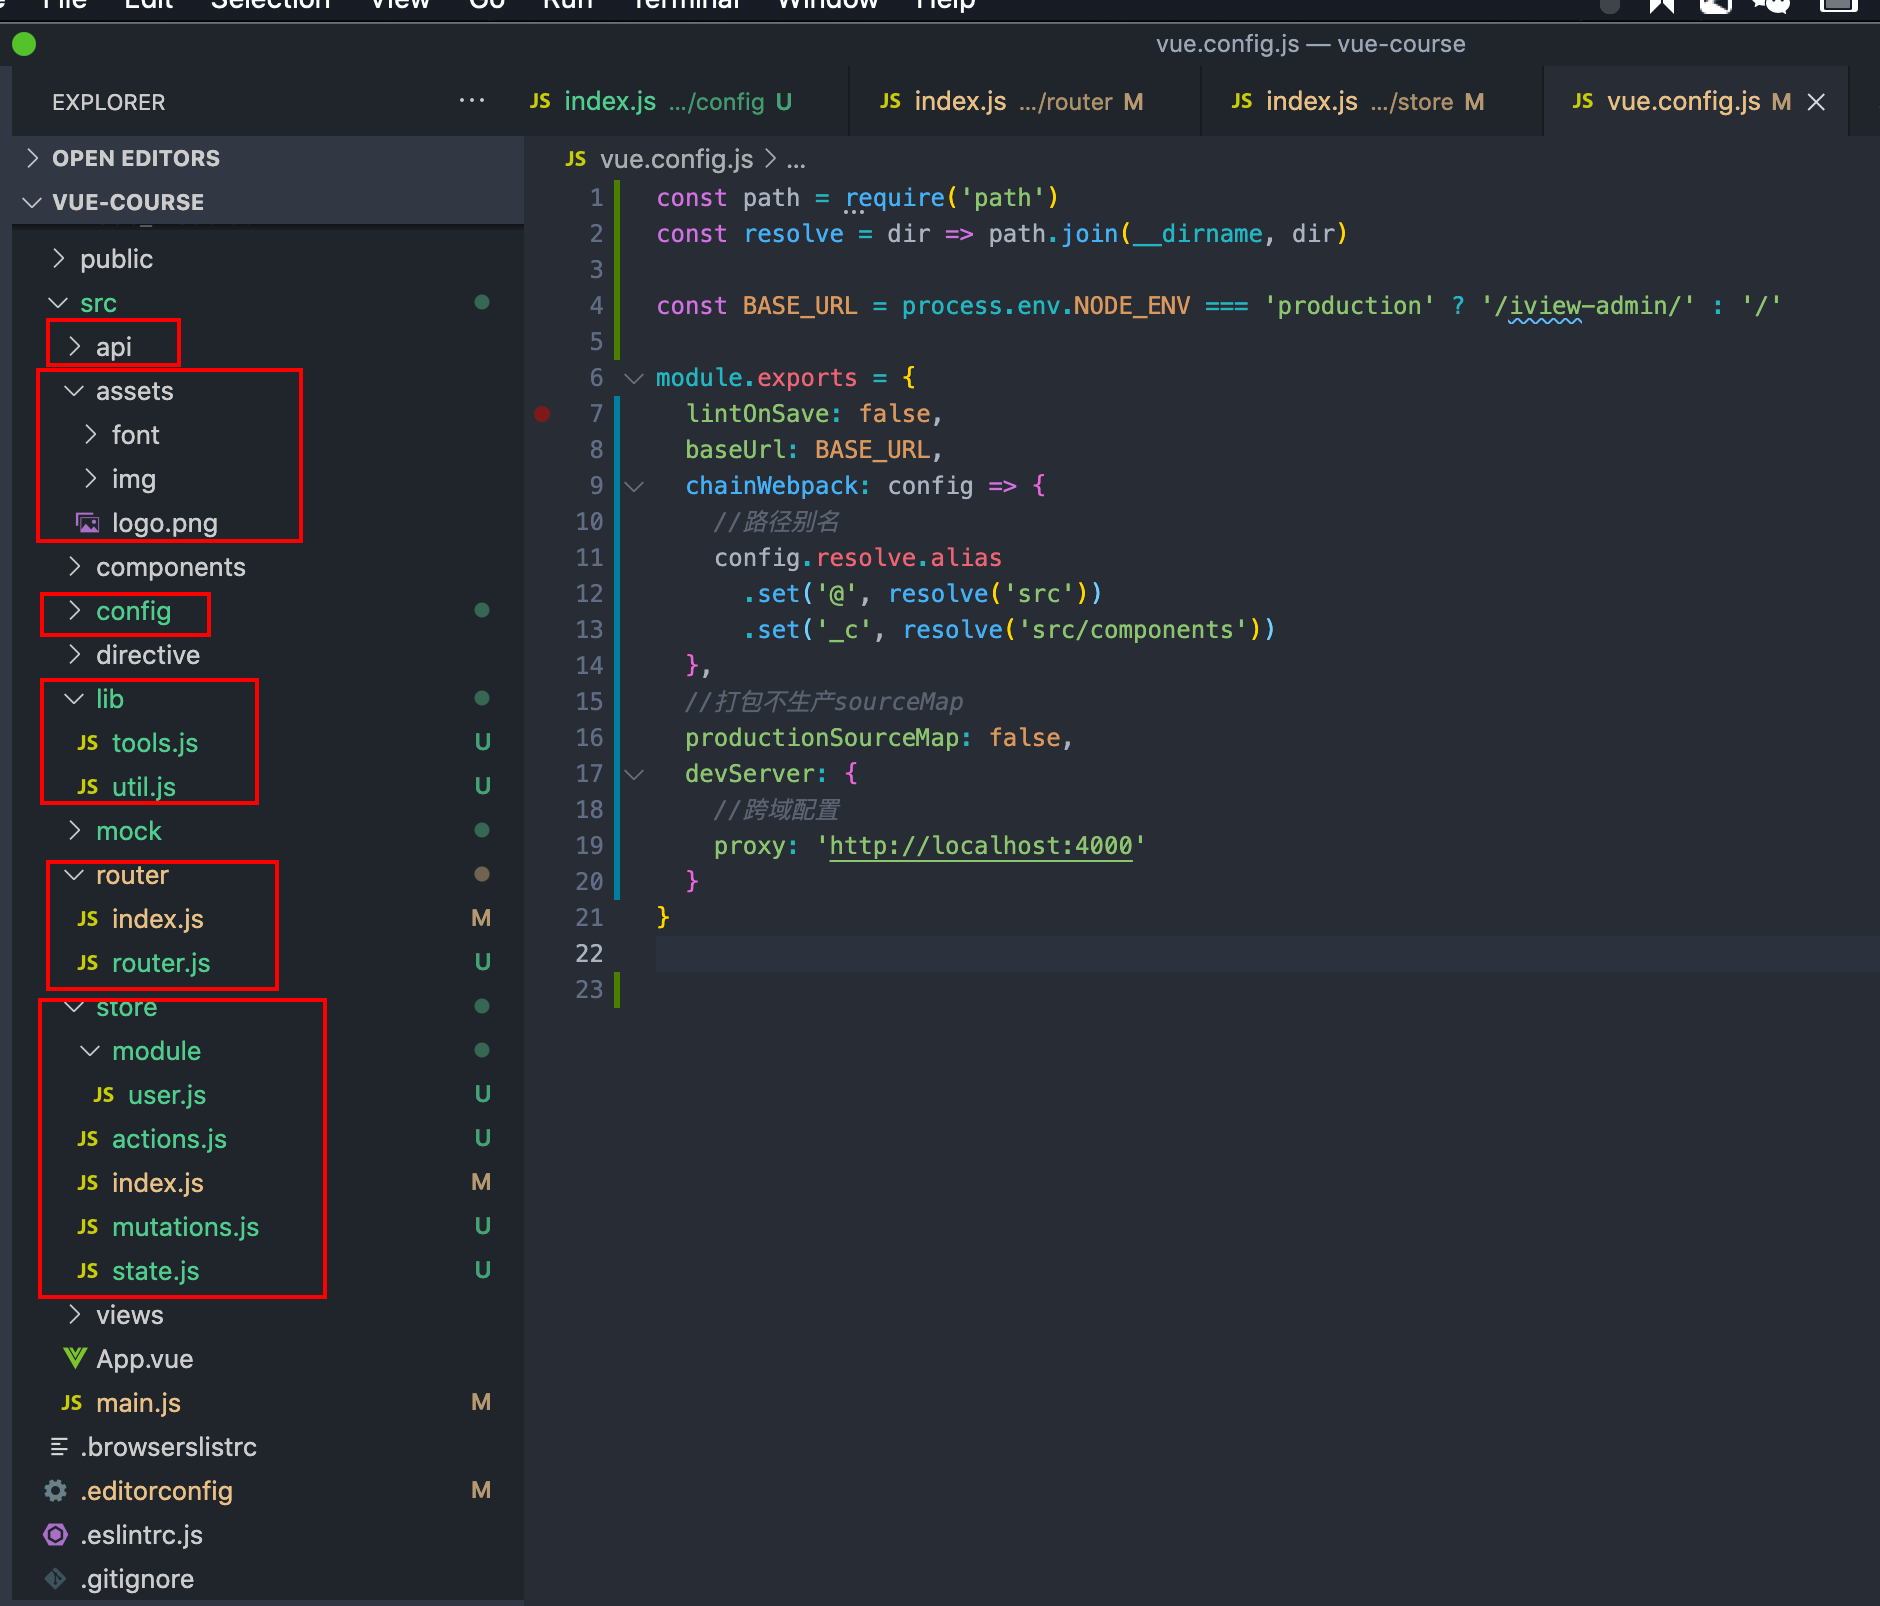 File Edit Selection View Go Run Terminal Window Help
vue.config.js — vue-course
EXPLORER ...
JS index.js .../config U
JS index.js .../router M
JS index.js .../store M
JS vue.config.js M
OPEN EDITORS
VUE-COURSE
public
src
api
assets
font
img
logo.png
components
config
directive
lib
JS tools.js U
JS util.js U
mock
router
JS index.js M
JS router.js U
store
module
JS user.js U
JS actions.js U
JS index.js M
JS mutations.js U
JS state.js U
views
App.vue
JS main.js M
.browserslistrc
.editorconfig M
.eslintrc.js
.gitignore
JS vue.config.js > ...
1 const path = require('path')
2 const resolve = dir => path.join(__dirname, dir)
3
4 const BASE_URL = process.env.NODE_ENV === 'production' ? '/iview-admin/' : '/'
5
6 module.exports = {
7 lintOnSave: false,
8 baseUrl: BASE_URL,
9 chainWebpack: config => {
10 //路径别名
11 config.resolve.alias
12 .set('@', resolve('src'))
13 .set('_c', resolve('src/components'))
14 },
15 //打包不生产sourceMap
16 productionSourceMap: false,
17 devServer: {
18 //跨域配置
19 proxy: 'http://localhost:4000'
20 }
21 }
22
23